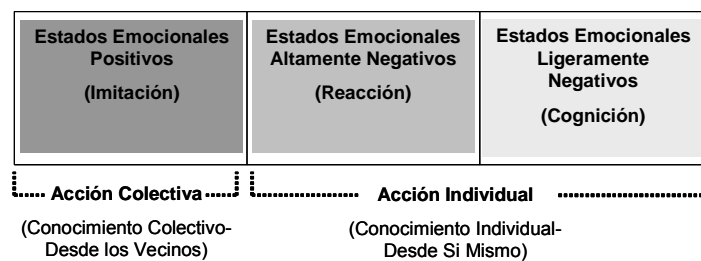 Estados Emocionales
Positivos
(Imitación)
Estados Emocionales
Altamente Negativos
(Reacción)
Estados Emocionales
Ligeramente
Negativos
(Cognición)
Acción Colectiva
(Conocimiento Colectivo-
Desde los Vecinos)
Acción Individual
(Conocimiento Individual-
Desde Si Mismo)